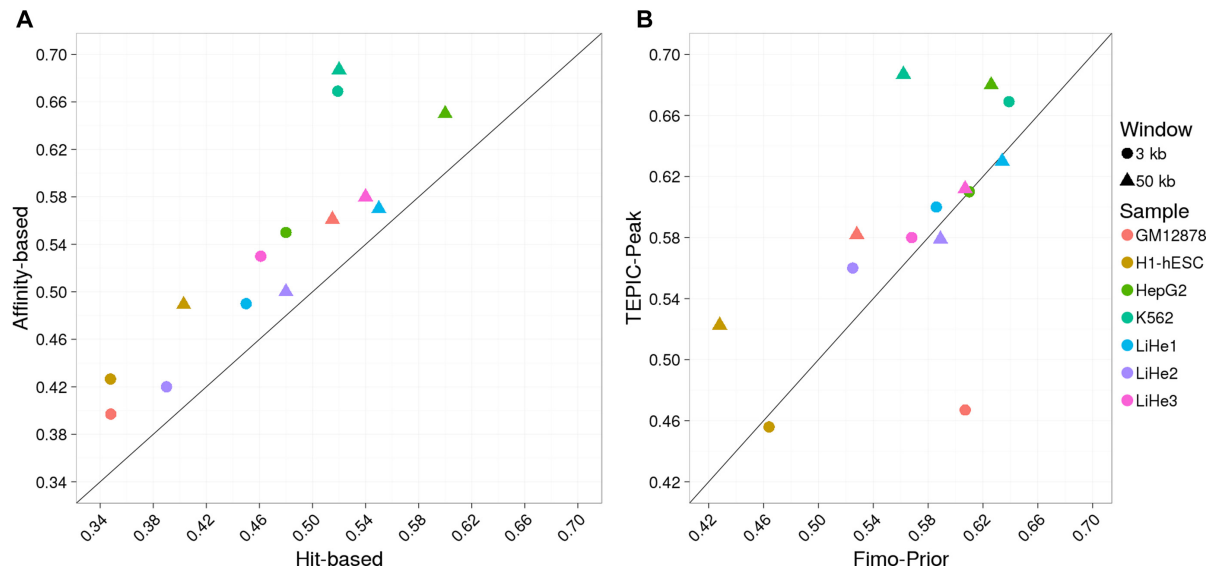 A
0.70
0.66
0.62
0.58
0.54
0.50
0.46
0.42
0.38
0.34
Affinity-based
0.34 0.38 0.42 0.46 0.50 0.54 0.58 0.62 0.66 0.70
Hit-based
B
0.70
0.66
0.62
0.58
0.54
0.50
0.46
0.42
TEPIC-Peak
0.42 0.46 0.50 0.54 0.58 0.62 0.66 0.70
Fimo-Prior
Window
3 kb
50 kb
Sample
GM12878
H1-hESC
HepG2
K562
LiHe1
LiHe2
LiHe3